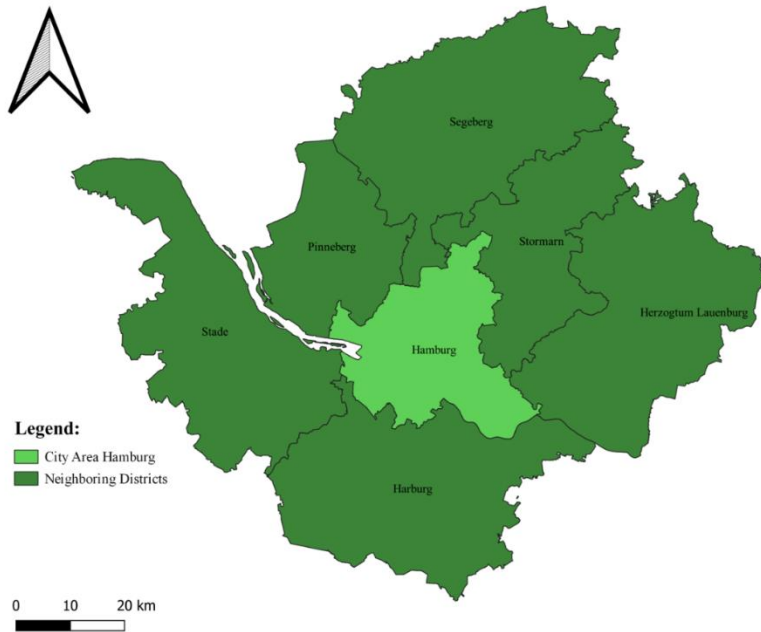 Segeberg
Pinneberg
Stormarn
Herzogtum Lauenburg
Stade
Hamburg
Legend:
City Area Hamburg
Neighboring Districts
Harburg
0 10 20 km